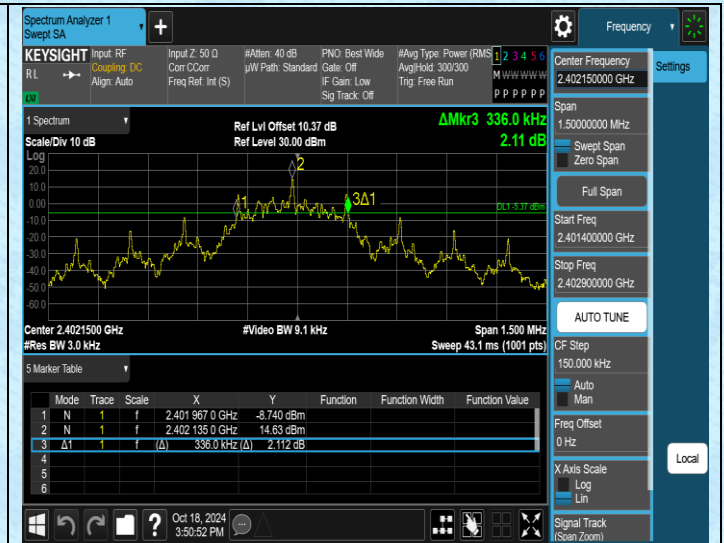 Spectrum Analyzer 1
Swept SA
+
Frequency
KEYSIGHT
RL
LXI
Input: RF
Coupling: DC
Align: Auto
Input Z: 50 Ω
Corr CCorr
Freq Ref: Int (S)
#Atten: 40 dB
µW Path: Standard
PNO: Best Wide
Gate: Off
IF Gain: Low
Sig Track: Off
#Avg Type: Power (RMS
Avg|Hold: 300/300
Trig: Free Run
1 2 3 4 5 6
M W W W W W
P P P P P P
Center Frequency
2.402150000 GHz
Settings
Span
1.50000000 MHz
Swept Span
Zero Span
Full Span
Start Freq
2.401400000 GHz
Stop Freq
2.402900000 GHz
AUTO TUNE
CF Step
150.000 kHz
Auto
Man
Freq Offset
0 Hz
X Axis Scale
Log
Lin
Local
Signal Track
(Span Zoom)
1 Spectrum
Scale/Div 10 dB
Ref Lvl Offset 10.37 dB
Ref Level 30.00 dBm
ΔMkr3 336.0 kHz
2.11 dB
Log
20.0
10.0
0.00
-10.0
-20.0
-30.0
-40.0
-50.0
-60.0
1
2
3Δ1
DL1 -5.37 dBm
Center 2.4021500 GHz
#Video BW 9.1 kHz
Span 1.500 MHz
#Res BW 3.0 kHz
Sweep 43.1 ms (1001 pts)
5 Marker Table
Mode Trace Scale X Y Function Function Width Function Value
1 N 1 f 2.401 967 0 GHz -8.740 dBm
2 N 1 f 2.402 135 0 GHz 14.63 dBm
3 Δ1 1 f (Δ) 336.0 kHz (Δ) 2.112 dB
4
5
6
?
Oct 18, 2024
3:50:52 PM